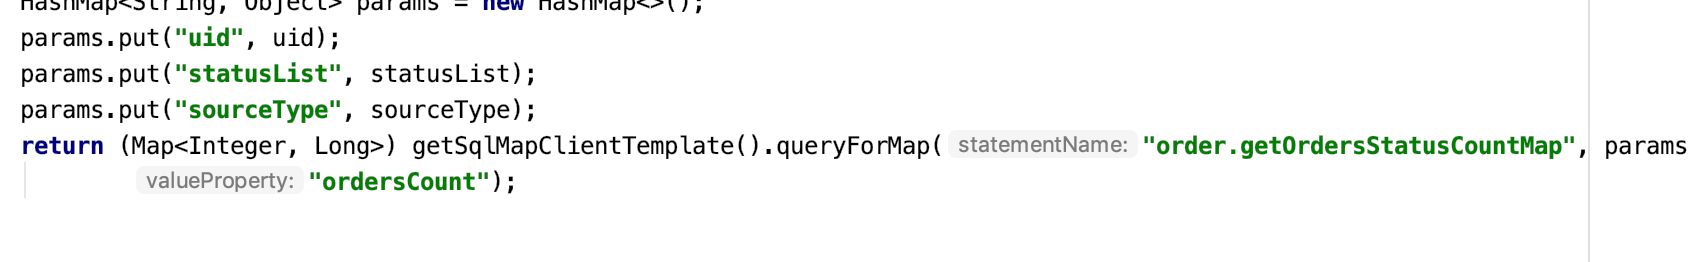 HashMap<String, Object> params = new HashMap<>();
params.put("uid", uid);
params.put("statusList", statusList);
params.put("sourceType", sourceType);
return (Map<Integer, Long>) getSqlMapClientTemplate().queryForMap( statementName: "order.getOrdersStatusCountMap", params
valueProperty: "ordersCount");